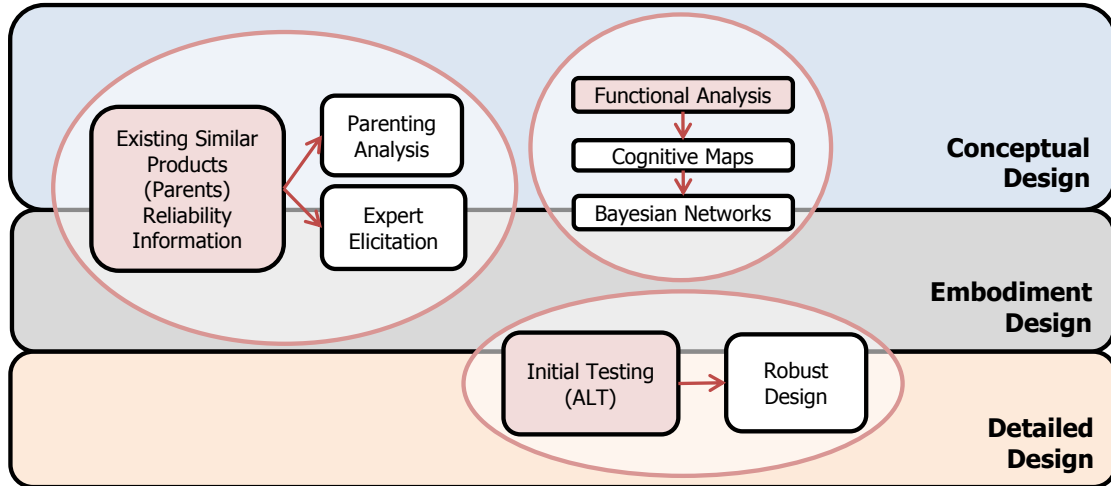 Existing Similar
Products
(Parents)
Reliability
Information
Parenting
Analysis
Expert
Elicitation
Functional Analysis
Cognitive Maps
Bayesian Networks
Conceptual
Design
Embodiment
Design
Initial Testing
(ALT)
Robust
Design
Detailed
Design